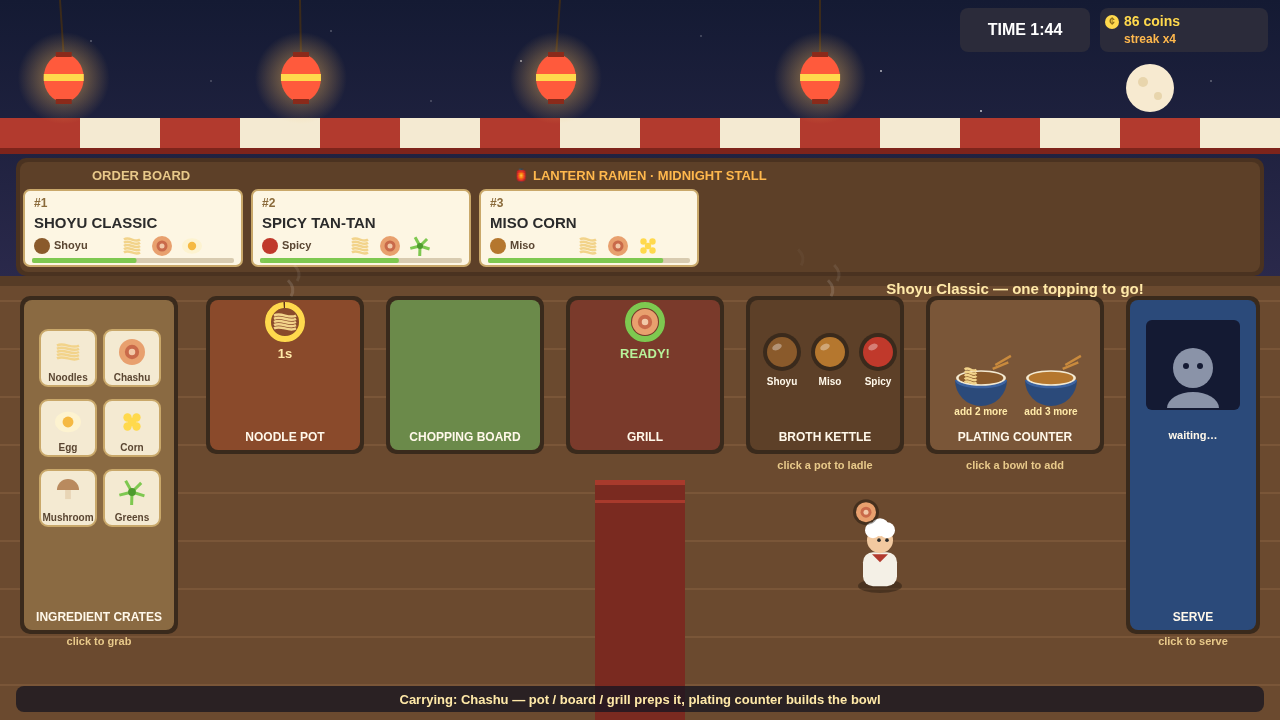 TIME 1:44
¢ 86 coins
streak x4
ORDER BOARD
LANTERN RAMEN · MIDNIGHT STALL
#1
SHOYU CLASSIC
Shoyu
#2
SPICY TAN-TAN
Spicy
#3
MISO CORN
Miso
Shoyu Classic — one topping to go!
Noodles
Chashu
Egg
Corn
Mushroom
Greens
INGREDIENT CRATES
click to grab
1s
NOODLE POT
CHOPPING BOARD
READY!
GRILL
Shoyu
Miso
Spicy
BROTH KETTLE
click a pot to ladle
add 2 more
add 3 more
PLATING COUNTER
click a bowl to add
waiting…
SERVE
click to serve
Carrying: Chashu — pot / board / grill preps it, plating counter builds the bowl